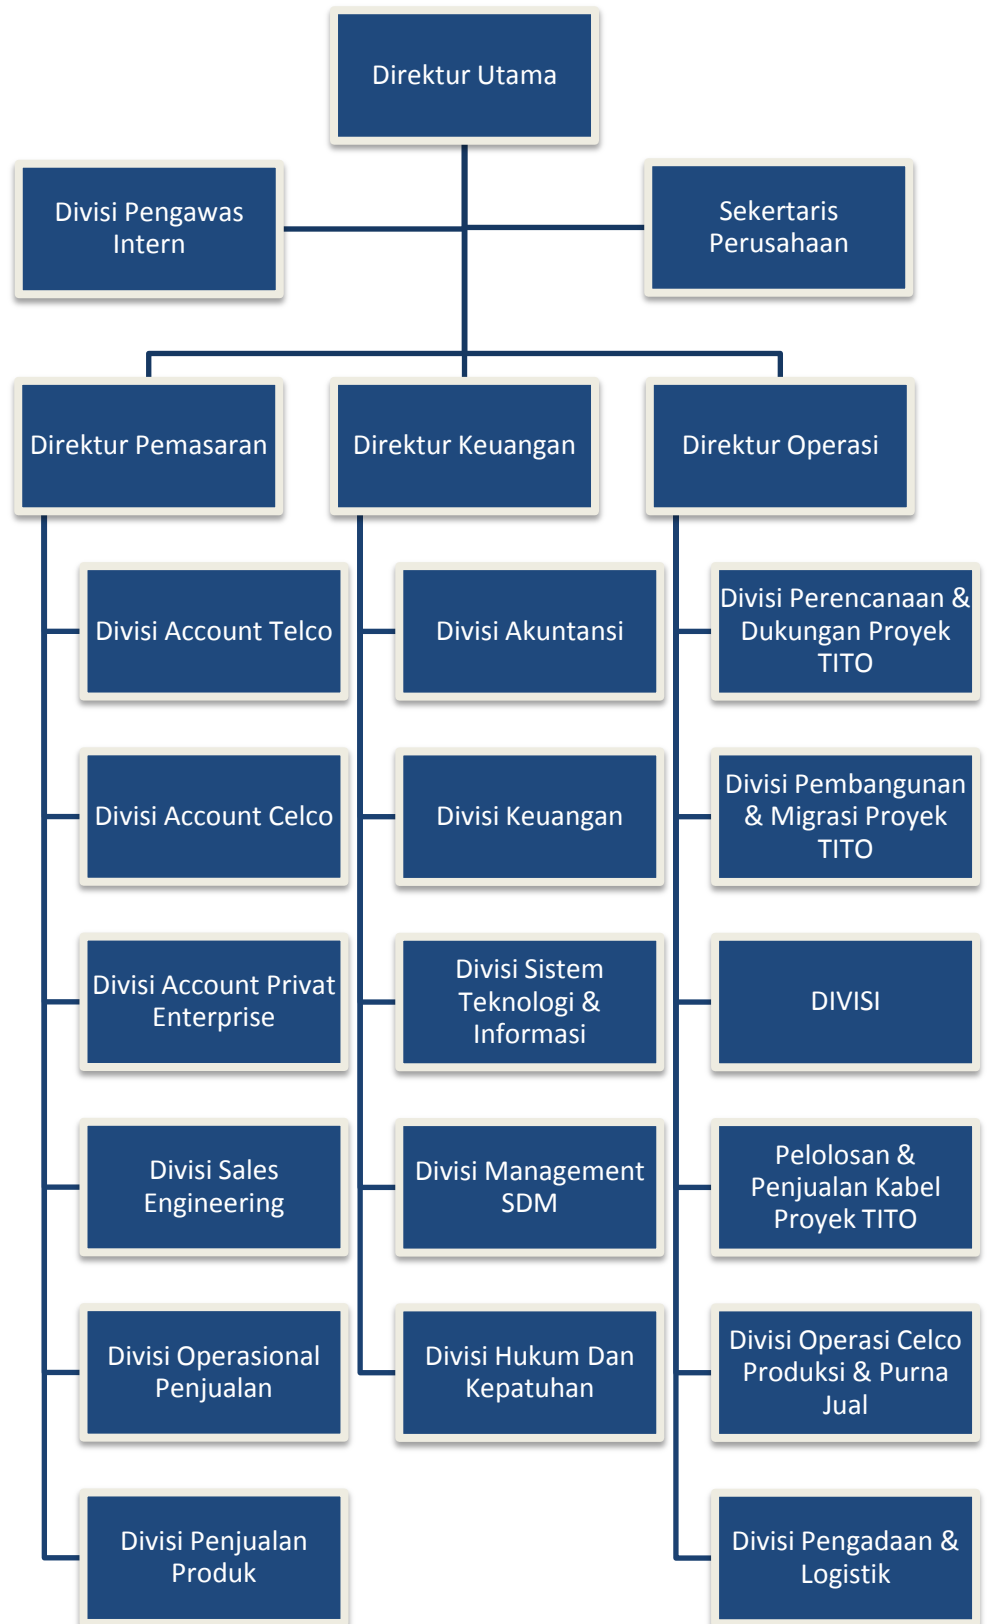 Direktur Utama
Divisi Pengawas
Intern
Sekertaris
Perusahaan
Direktur Pemasaran
Direktur Keuangan
Direktur Operasi
Divisi Account Telco
Divisi Account Celco
Divisi Account Privat
Enterprise
Divisi Sales
Engineering
Divisi Operasional
Penjualan
Divisi Penjualan
Produk
Divisi Akuntansi
Divisi Keuangan
Divisi Sistem
Teknologi &
Informasi
Divisi Management
SDM
Divisi Hukum Dan
Kepatuhan
Divisi Perencanaan &
Dukungan Proyek
TITO
Divisi Pembangunan
& Migrasi Proyek
TITO
DIVISI
Pelolosan &
Penjualan Kabel
Proyek TITO
Divisi Operasi Celco
Produksi & Purna
Jual
Divisi Pengadaan &
Logistik